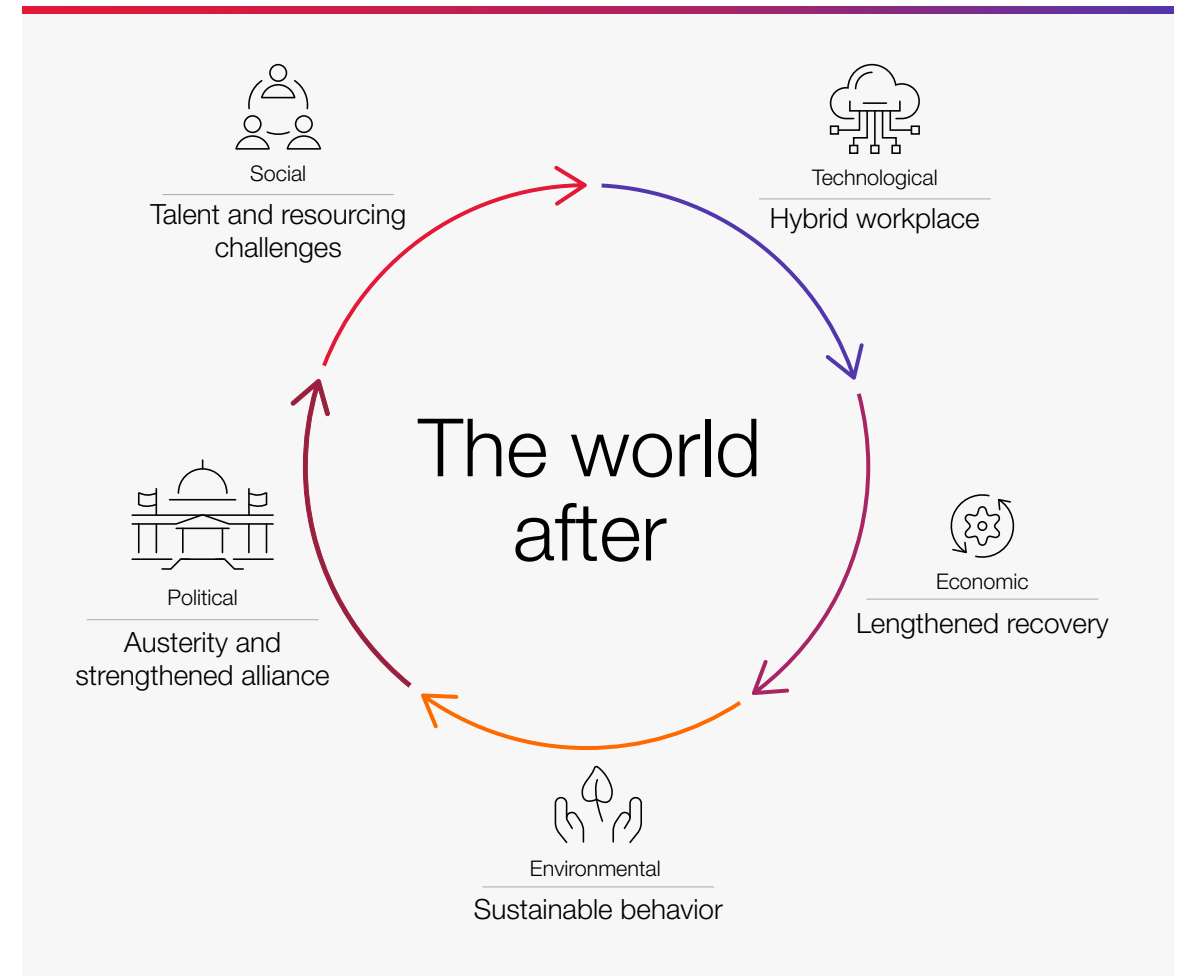 Social
Talent and resourcing
challenges
Technological
Hybrid workplace
The world
after
Economic
Lengthened recovery
Political
Austerity and
strengthened alliance
Environmental
Sustainable behavior